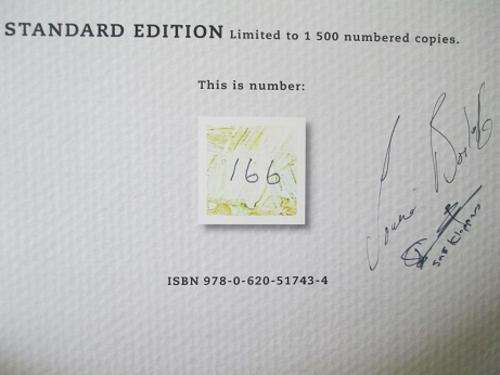 STANDARD EDITION Limited to 1 500 numbered copies.
This is number:
166
ISBN 978-0-620-51743-4